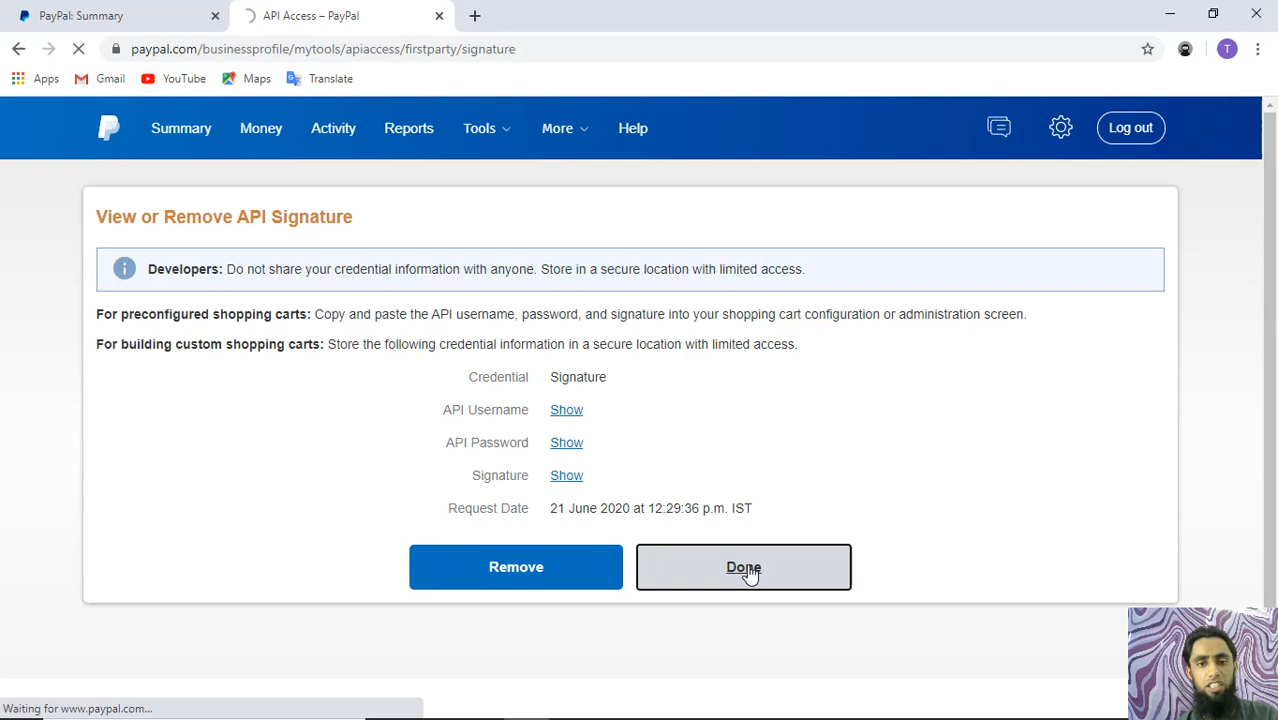 PayPal: Summary
API Access – PayPal
paypal.com/businessprofile/mytools/apiaccess/firstparty/signature
T
Apps
Gmail
YouTube
Maps
Translate
Summary
Money
Activity
Reports
Tools
More
Help
Log out
View or Remove API Signature
Developers: Do not share your credential information with anyone. Store in a secure location with limited access.
For preconfigured shopping carts: Copy and paste the API username, password, and signature into your shopping cart configuration or administration screen.
For building custom shopping carts: Store the following credential information in a secure location with limited access.
Credential Signature
API Username Show
API Password Show
Signature Show
Request Date 21 June 2020 at 12:29:36 p.m. IST
Remove
Done
Waiting for www.paypal.com...